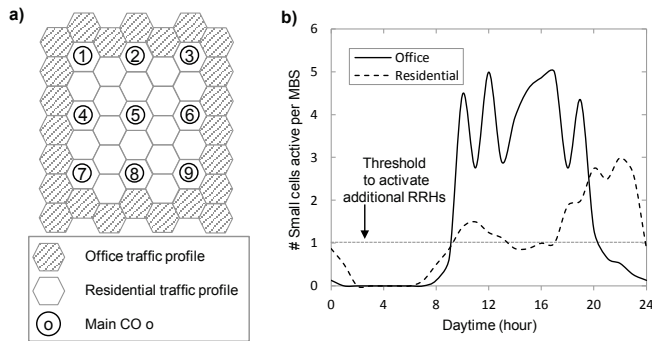 a)
1 2 3
4 5 6
7 8 9
Office traffic profile
Residential traffic profile
o Main CO o
b)
# Small cells active per MBS
6
5
4
3
2
1
0
Office
Residential
Threshold
to activate
additional RRHs
0 4 8 12 16 20 24
Daytime (hour)